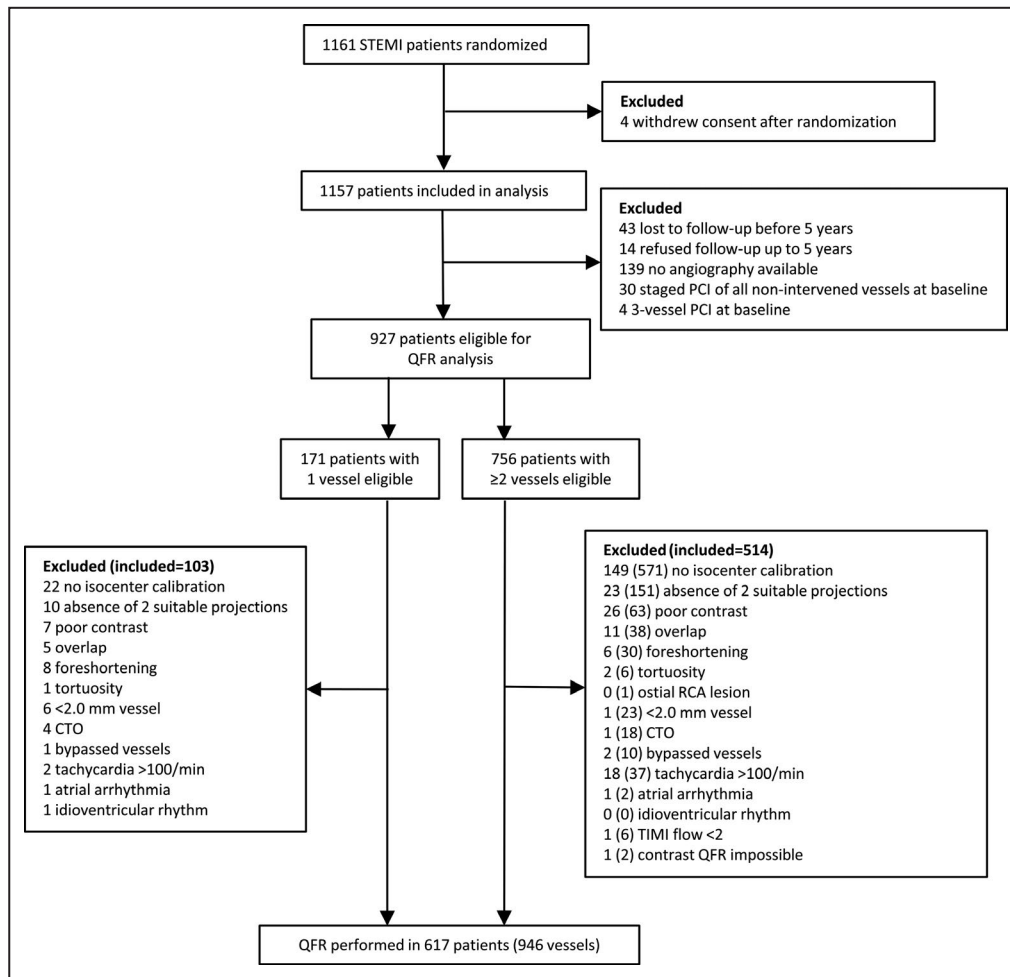 1161 STEMI patients randomized
Excluded
4 withdrew consent after randomization
1157 patients included in analysis
Excluded
43 lost to follow-up before 5 years
14 refused follow-up up to 5 years
139 no angiography available
30 staged PCI of all non-intervened vessels at baseline
4 3-vessel PCI at baseline
927 patients eligible for
QFR analysis
171 patients with
1 vessel eligible
756 patients with
≥2 vessels eligible
Excluded (included=103)
22 no isocenter calibration
10 absence of 2 suitable projections
7 poor contrast
5 overlap
8 foreshortening
1 tortuosity
6 <2.0 mm vessel
4 CTO
1 bypassed vessels
2 tachycardia >100/min
1 atrial arrhythmia
1 idioventricular rhythm
Excluded (included=514)
149 (571) no isocenter calibration
23 (151) absence of 2 suitable projections
26 (63) poor contrast
11 (38) overlap
6 (30) foreshortening
2 (6) tortuosity
0 (1) ostial RCA lesion
1 (23) <2.0 mm vessel
1 (18) CTO
2 (10) bypassed vessels
18 (37) tachycardia >100/min
1 (2) atrial arrhythmia
0 (0) idioventricular rhythm
1 (6) TIMI flow <2
1 (2) contrast QFR impossible
QFR performed in 617 patients (946 vessels)